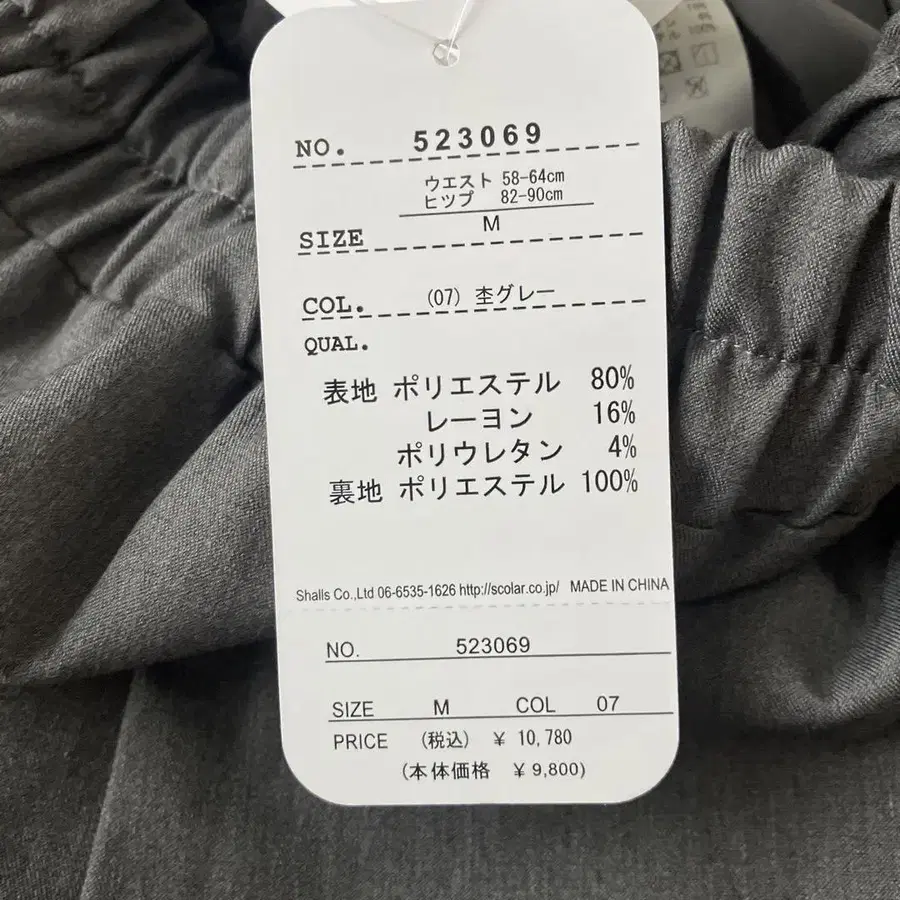 NO. 523069
ウエスト 58-64cm
ヒップ 82-90cm
SIZE M
COL. (07) 杢グレー
QUAL.
表地 ポリエステル 80%
レーヨン 16%
ポリウレタン 4%
裏地 ポリエステル 100%
Shalls Co.,Ltd 06-6535-1626 http://scolar.co.jp/ MADE IN CHINA
NO. 523069
SIZE M COL 07
PRICE (税込) ¥ 10,780
(本体価格 ¥ 9,800)
100%